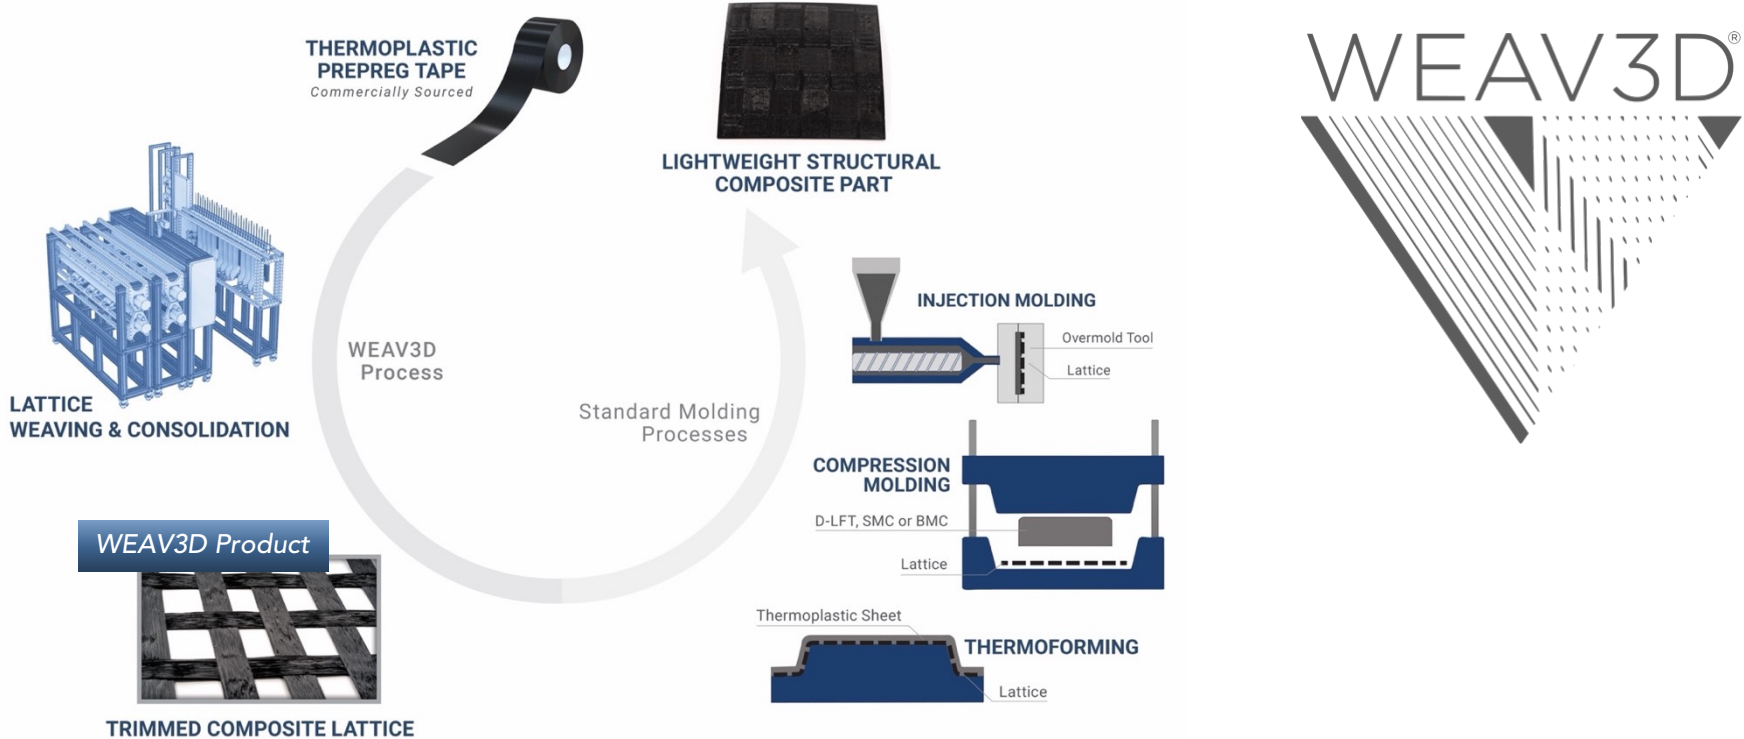 THERMOPLASTIC
PREPREG TAPE
Commercially Sourced
LATTICE
WEAVING & CONSOLIDATION
WEAV3D
Process
WEAV3D Product
TRIMMED COMPOSITE LATTICE
LIGHTWEIGHT STRUCTURAL
COMPOSITE PART
Standard Molding
Processes
INJECTION MOLDING
Overmold Tool
Lattice
COMPRESSION
MOLDING
D-LFT, SMC or BMC
Lattice
Thermoplastic Sheet
THERMOFORMING
Lattice
WEAV3D®